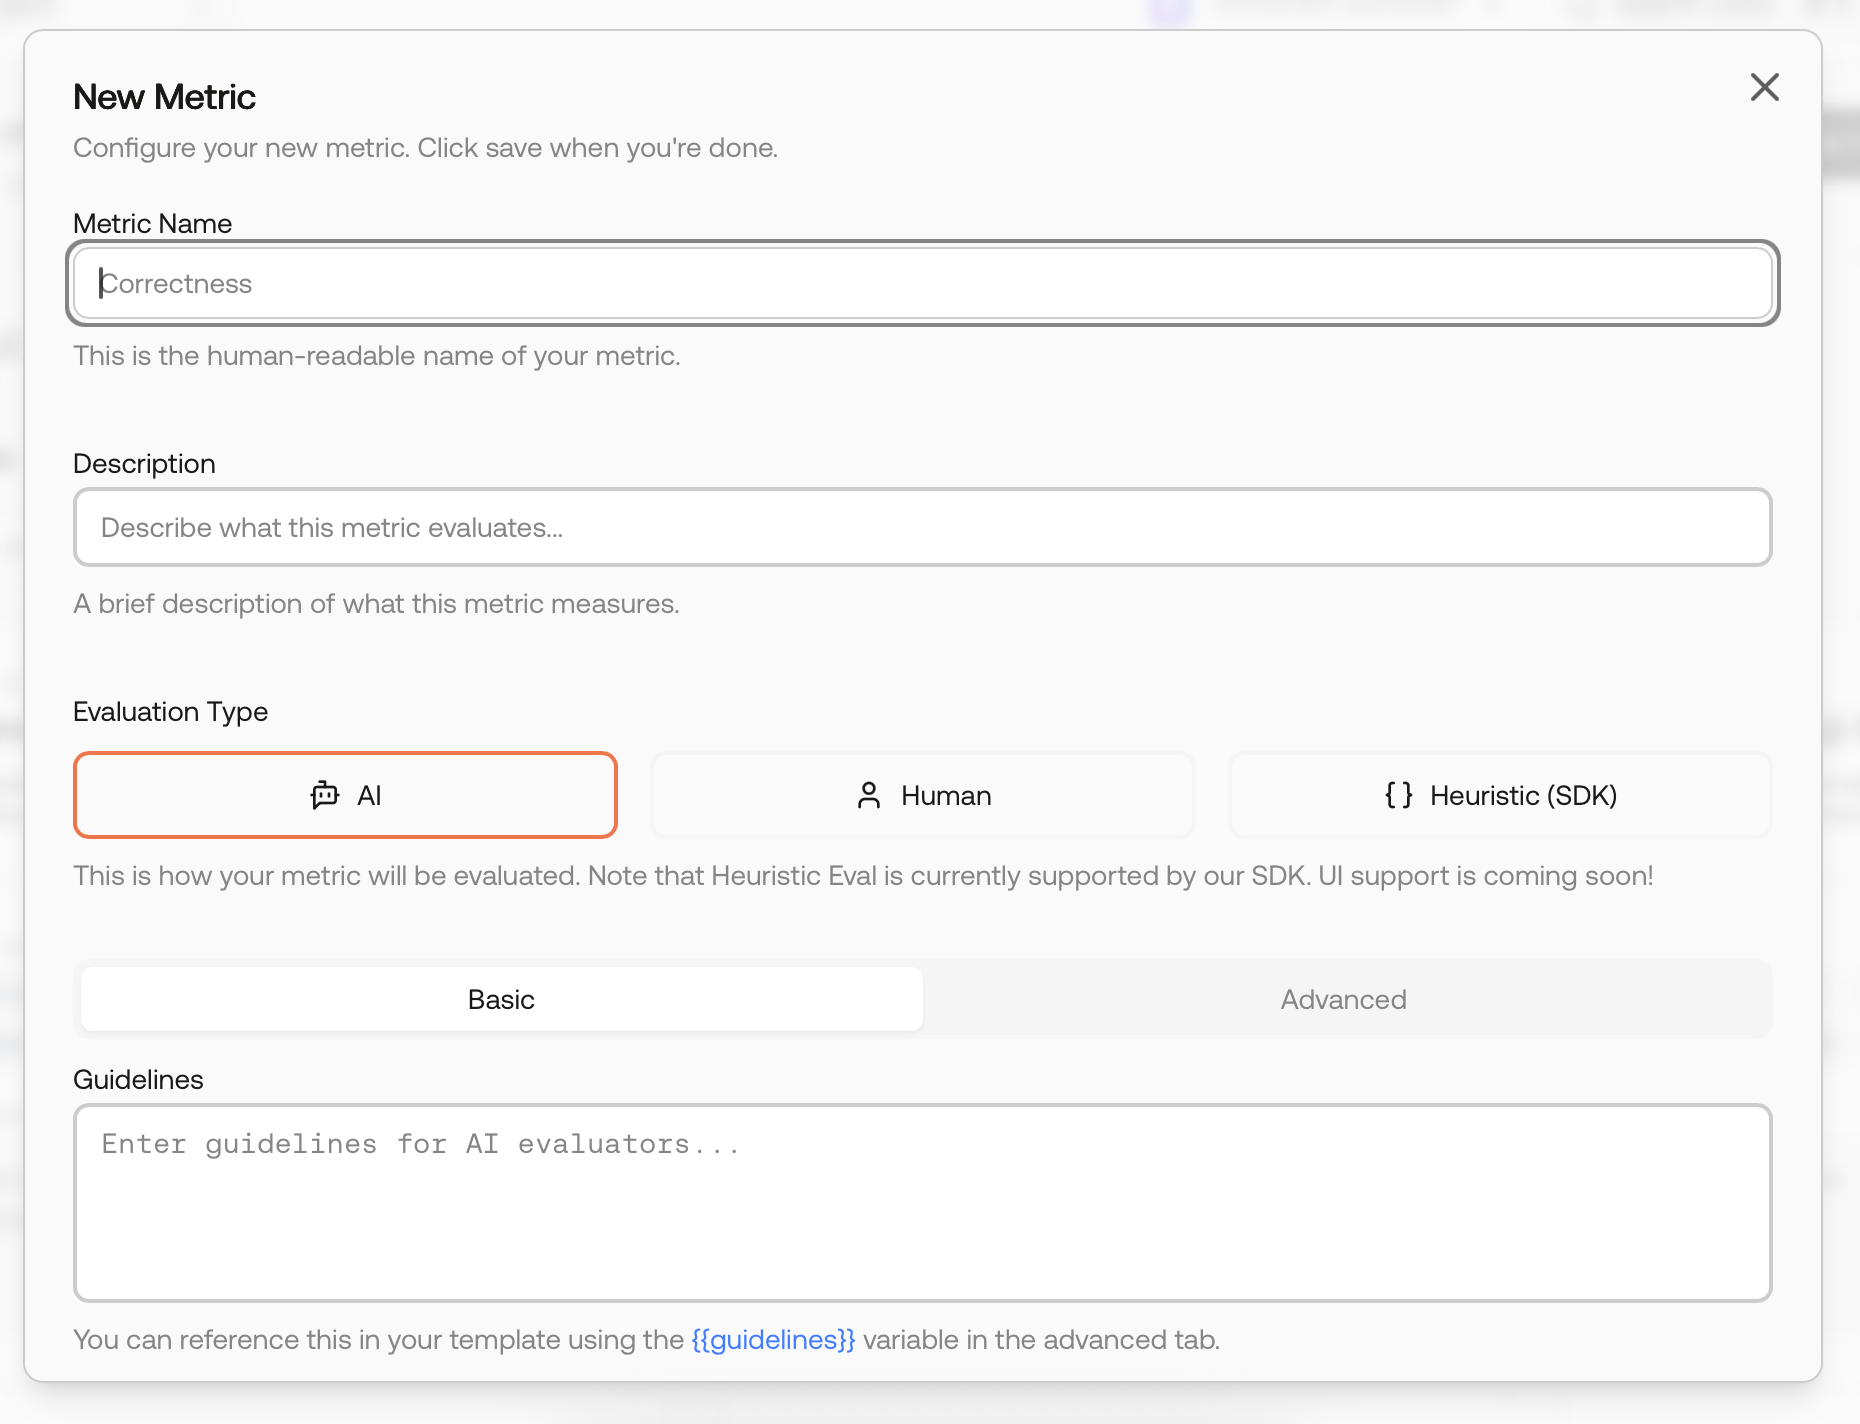 New Metric
Configure your new metric. Click save when you're done.
Metric Name
Correctness
This is the human-readable name of your metric.
Description
Describe what this metric evaluates...
A brief description of what this metric measures.
Evaluation Type
AI
Human
Heuristic (SDK)
This is how your metric will be evaluated. Note that Heuristic Eval is currently supported by our SDK. UI support is coming soon!
Basic
Advanced
Guidelines
Enter guidelines for AI evaluators...
You can reference this in your template using the {{guidelines}} variable in the advanced tab.